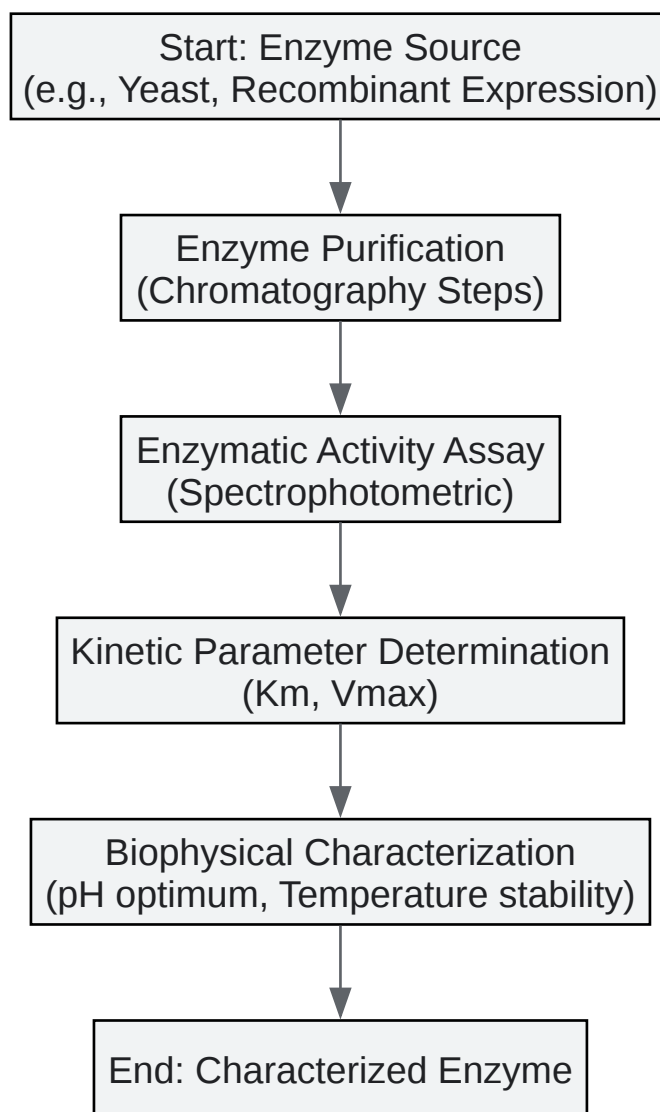 Start: Enzyme Source
(e.g., Yeast, Recombinant Expression)
Enzyme Purification
(Chromatography Steps)
Enzymatic Activity Assay
(Spectrophotometric)
Kinetic Parameter Determination
(Km, Vmax)
Biophysical Characterization
(pH optimum, Temperature stability)
End: Characterized Enzyme